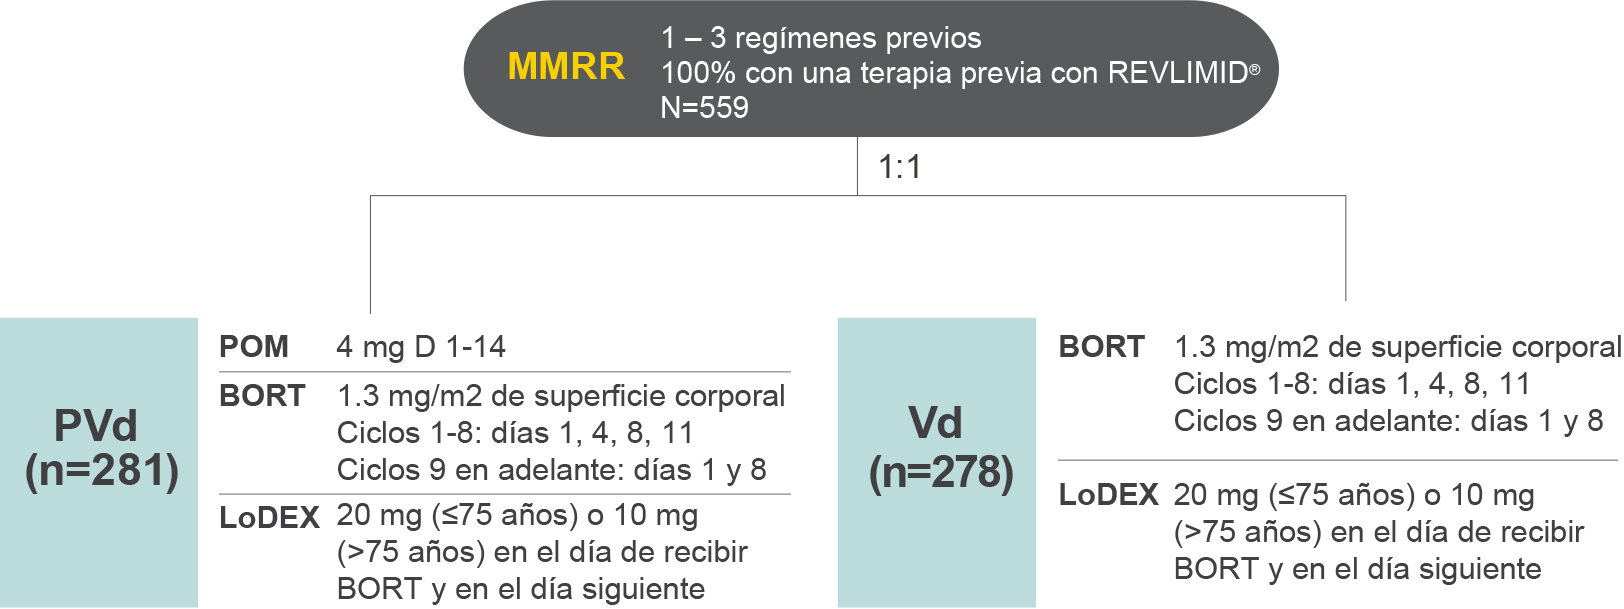 MMRR
1 – 3 regímenes previos
100% con una terapia previa con REVLIMID®
N=559
1:1
PVd
(n=281)
POM 4 mg D 1-14
BORT 1.3 mg/m2 de superficie corporal
Ciclos 1-8: días 1, 4, 8, 11
Ciclos 9 en adelante: días 1 y 8
LoDEX 20 mg (≤75 años) o 10 mg
(>75 años) en el día de recibir
BORT y en el día siguiente
Vd
(n=278)
BORT 1.3 mg/m2 de superficie corporal
Ciclos 1-8: días 1, 4, 8, 11
Ciclos 9 en adelante: días 1 y 8
LoDEX 20 mg (≤75 años) o 10 mg
(>75 años) en el día de recibir
BORT y en el día siguiente